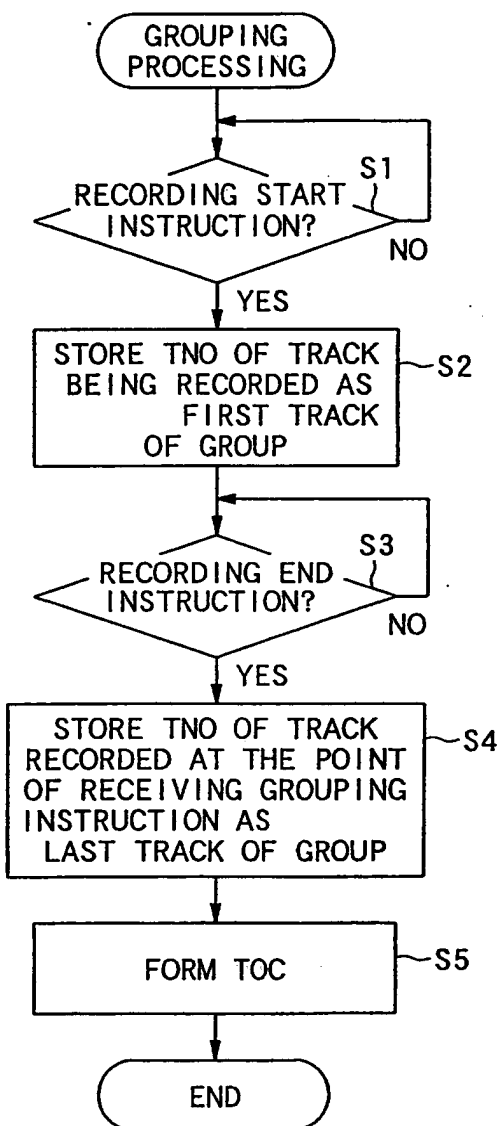 GROUPING
PROCESSING
S1
RECORDING START
INSTRUCTION?
NO
YES
STORE TNO OF TRACK
BEING RECORDED AS
FIRST TRACK
OF GROUP
S2
S3
RECORDING END
INSTRUCTION?
NO
YES
STORE TNO OF TRACK
RECORDED AT THE POINT
OF RECEIVING GROUPING
INSTRUCTION AS
LAST TRACK OF GROUP
S4
FORM TOC
S5
END